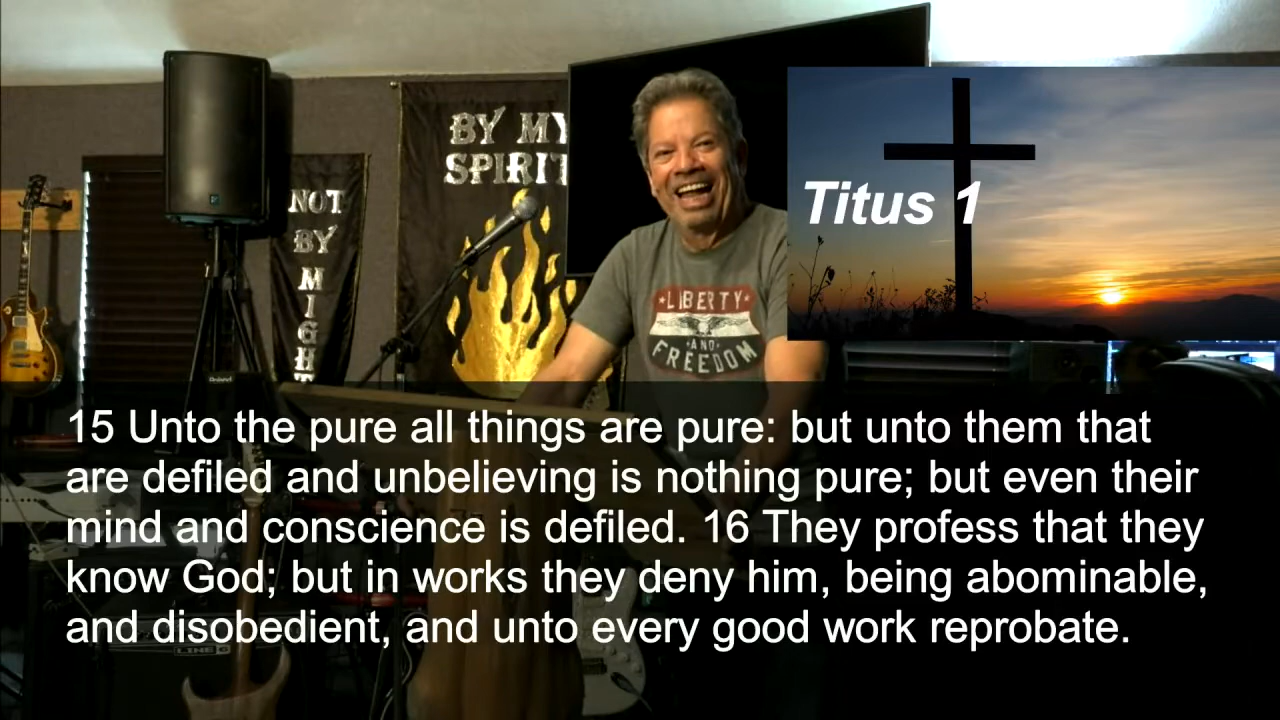 BY MY
SPIRIT
NOT
BY
MIGHT
LIBERTY
AND
FREEDOM
Titus 1
Roland
15 Unto the pure all things are pure: but unto them that
are defiled and unbelieving is nothing pure; but even their
mind and conscience is defiled. 16 They profess that they
know God; but in works they deny him, being abominable,
and disobedient, and unto every good work reprobate.
LINE 6